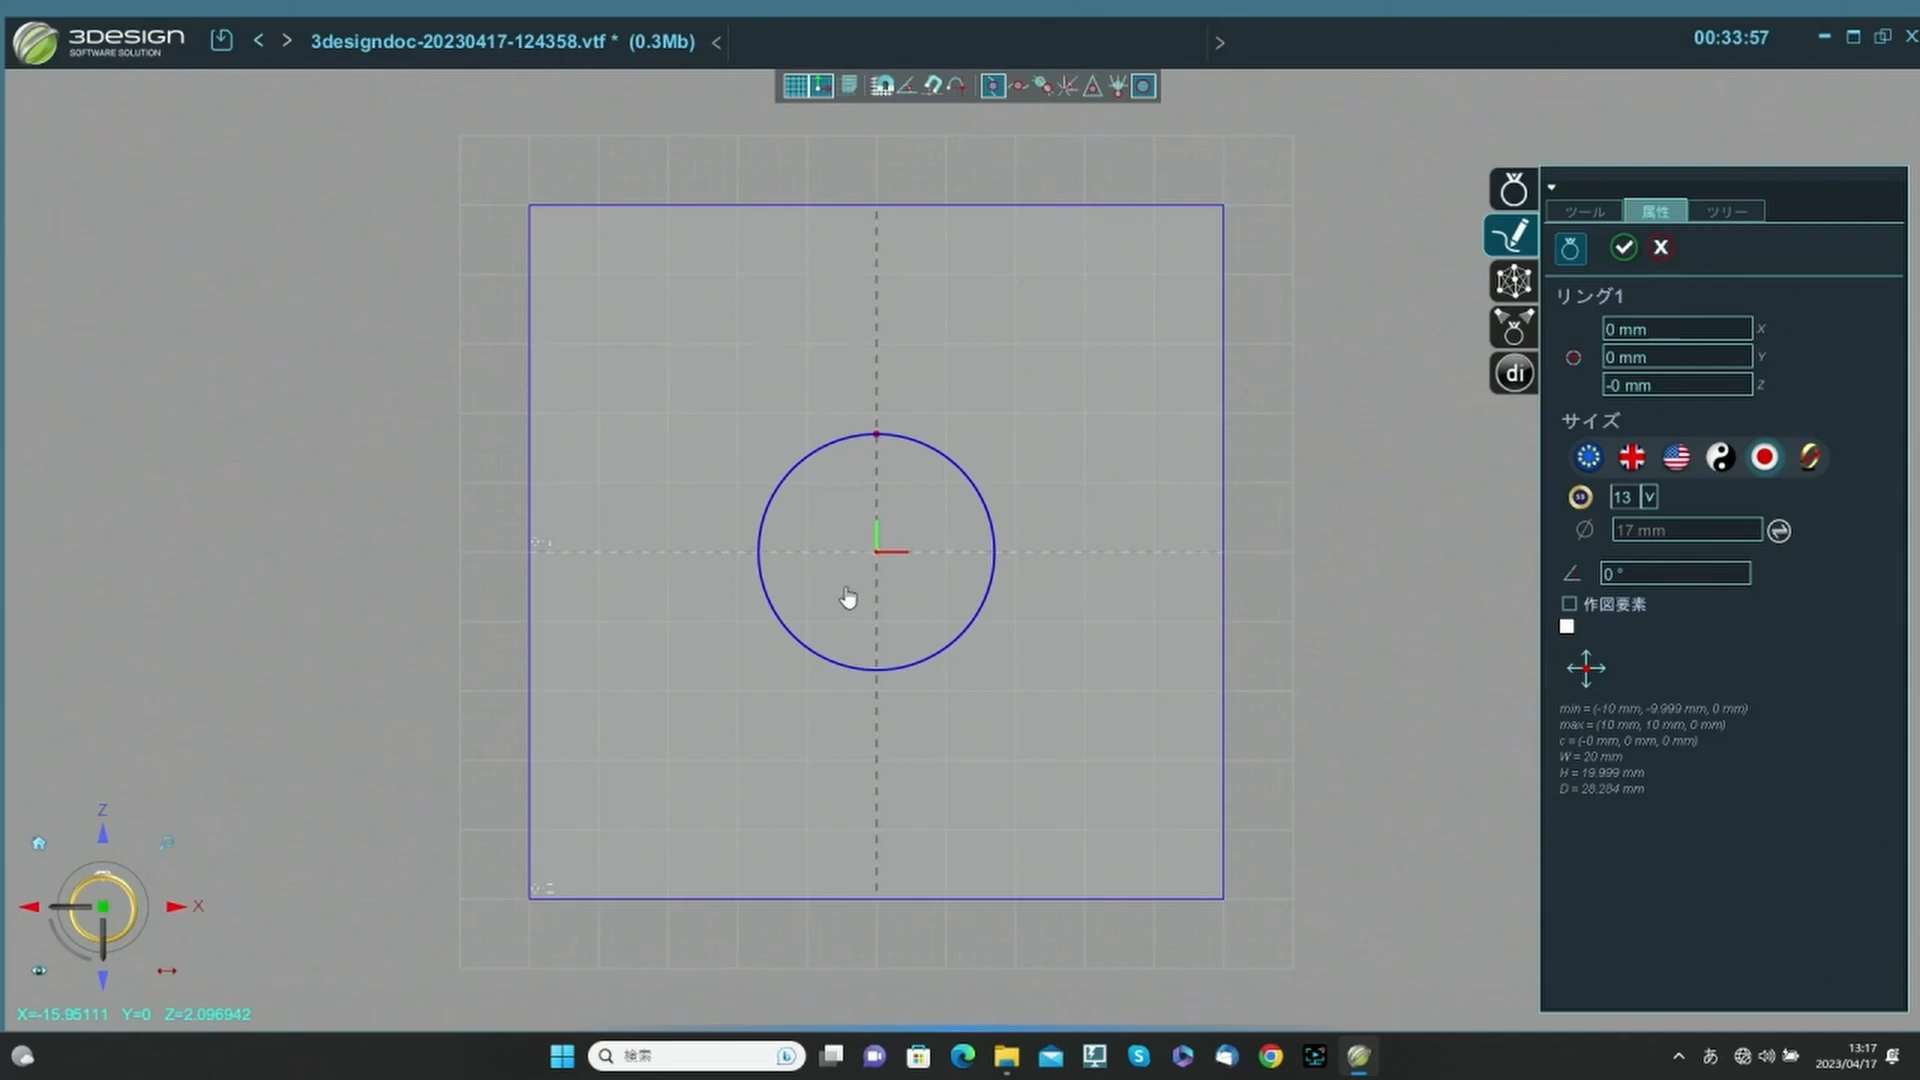 3DESIGN
SOFTWARE SOLUTION
3designdoc-20230417-124358.vtf * (0.3Mb)
00:33:57
ツール 属性 ツリー
リング1
0 mm X
0 mm Y
-0 mm Z
サイズ
13
17 mm
0 °
作図要素
min = (-10 mm, -9.999 mm, 0 mm)
max = (10 mm, 10 mm, 0 mm)
c = (-0 mm, 0 mm, 0 mm)
W = 20 mm
H = 19.999 mm
D = 28.284 mm
di
Z
X
X=-15.95111 Y=0 Z=2.096942
検索
あ
13:17
2023/04/17